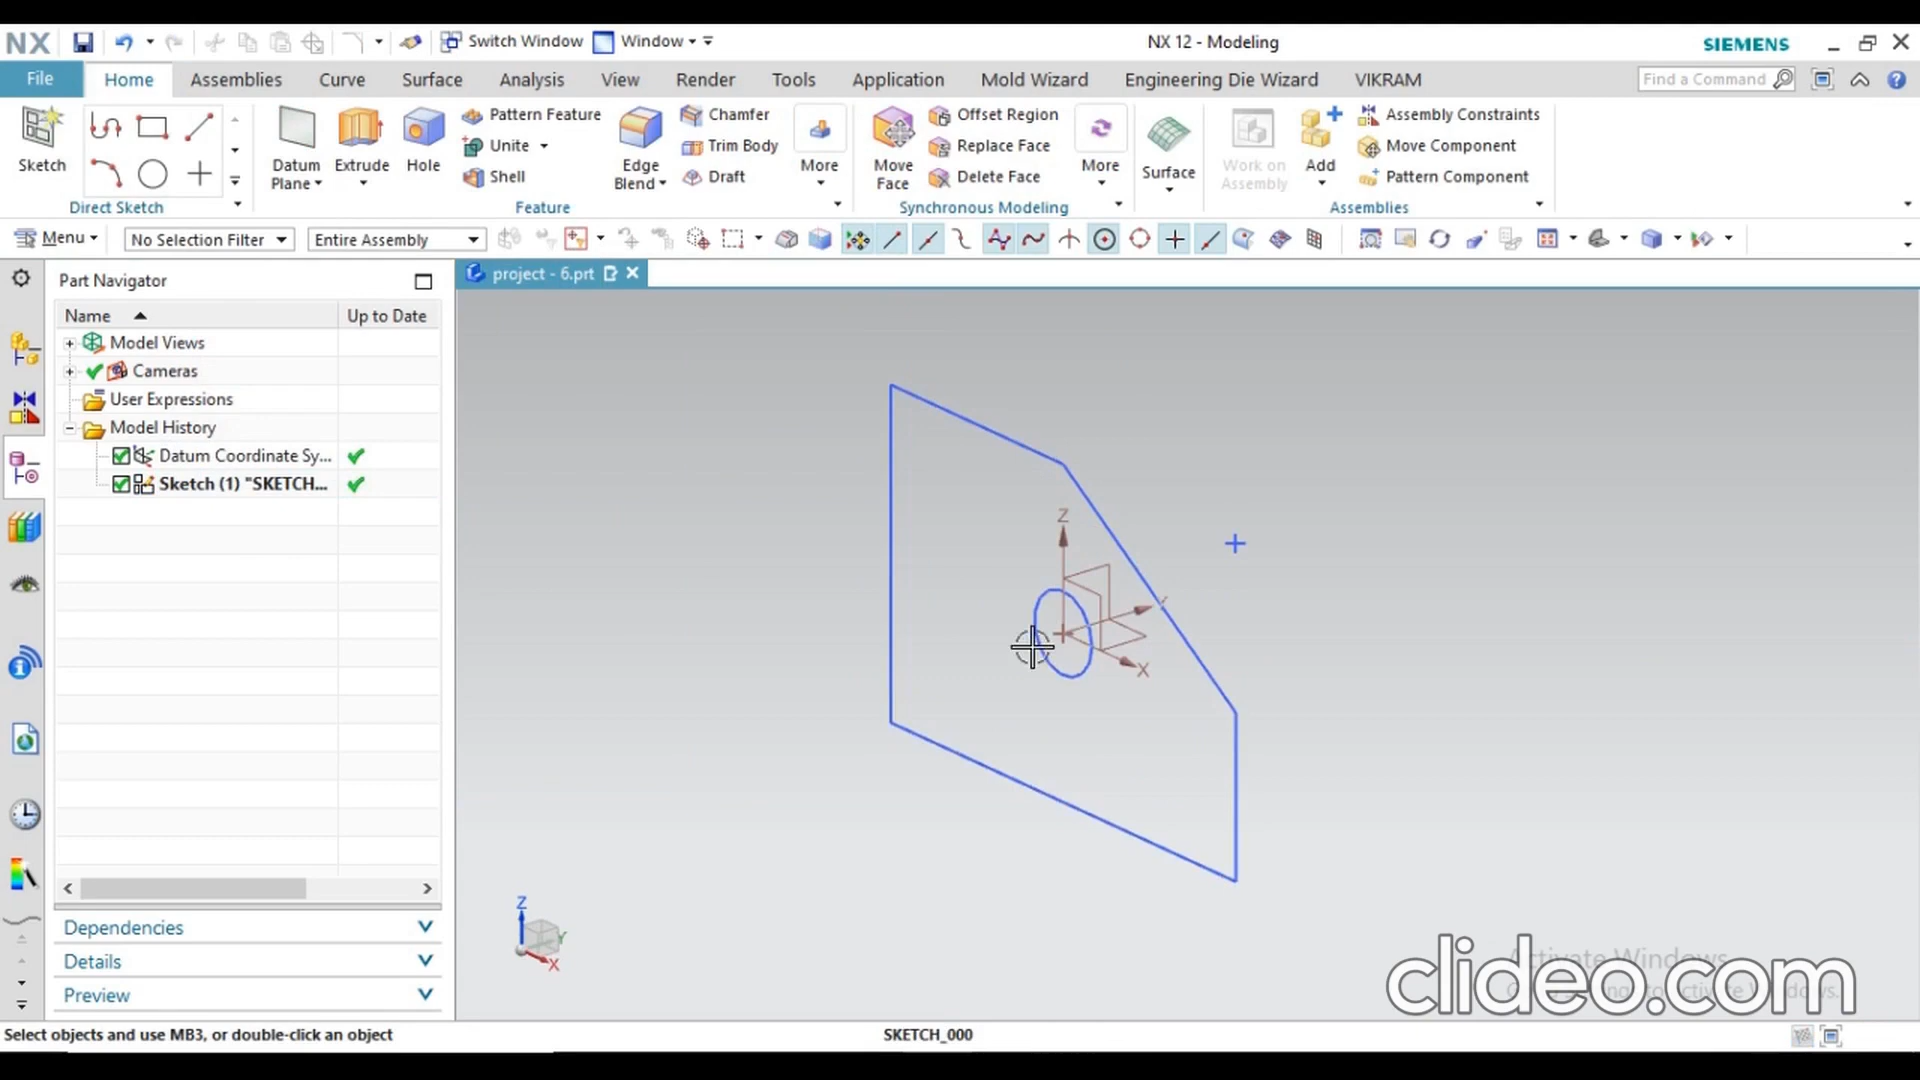 NX Switch Window Window NX 12 - Modeling SIEMENS
File Home Assemblies Curve Surface Analysis View Render Tools Application Mold Wizard Engineering Die Wizard VIKRAM Find a Command
Sketch
Direct Sketch
Datum Plane
Extrude
Hole
Pattern Feature
Unite
Shell
Edge Blend
Chamfer
Trim Body
Draft
More
Feature
Move Face
Offset Region
Replace Face
Delete Face
More
Synchronous Modeling
Surface
Work on Assembly
Add
Assembly Constraints
Move Component
Pattern Component
Assemblies
Menu No Selection Filter Entire Assembly
Part Navigator
project - 6.prt
Name Up to Date
Model Views
Cameras
User Expressions
Model History
Datum Coordinate Sy...
Sketch (1) "SKETCH...
Z
Y
X
Z
Y
X
Dependencies
Details
Preview
Activate Windows
clideo.com
Select objects and use MB3, or double-click an object SKETCH_000